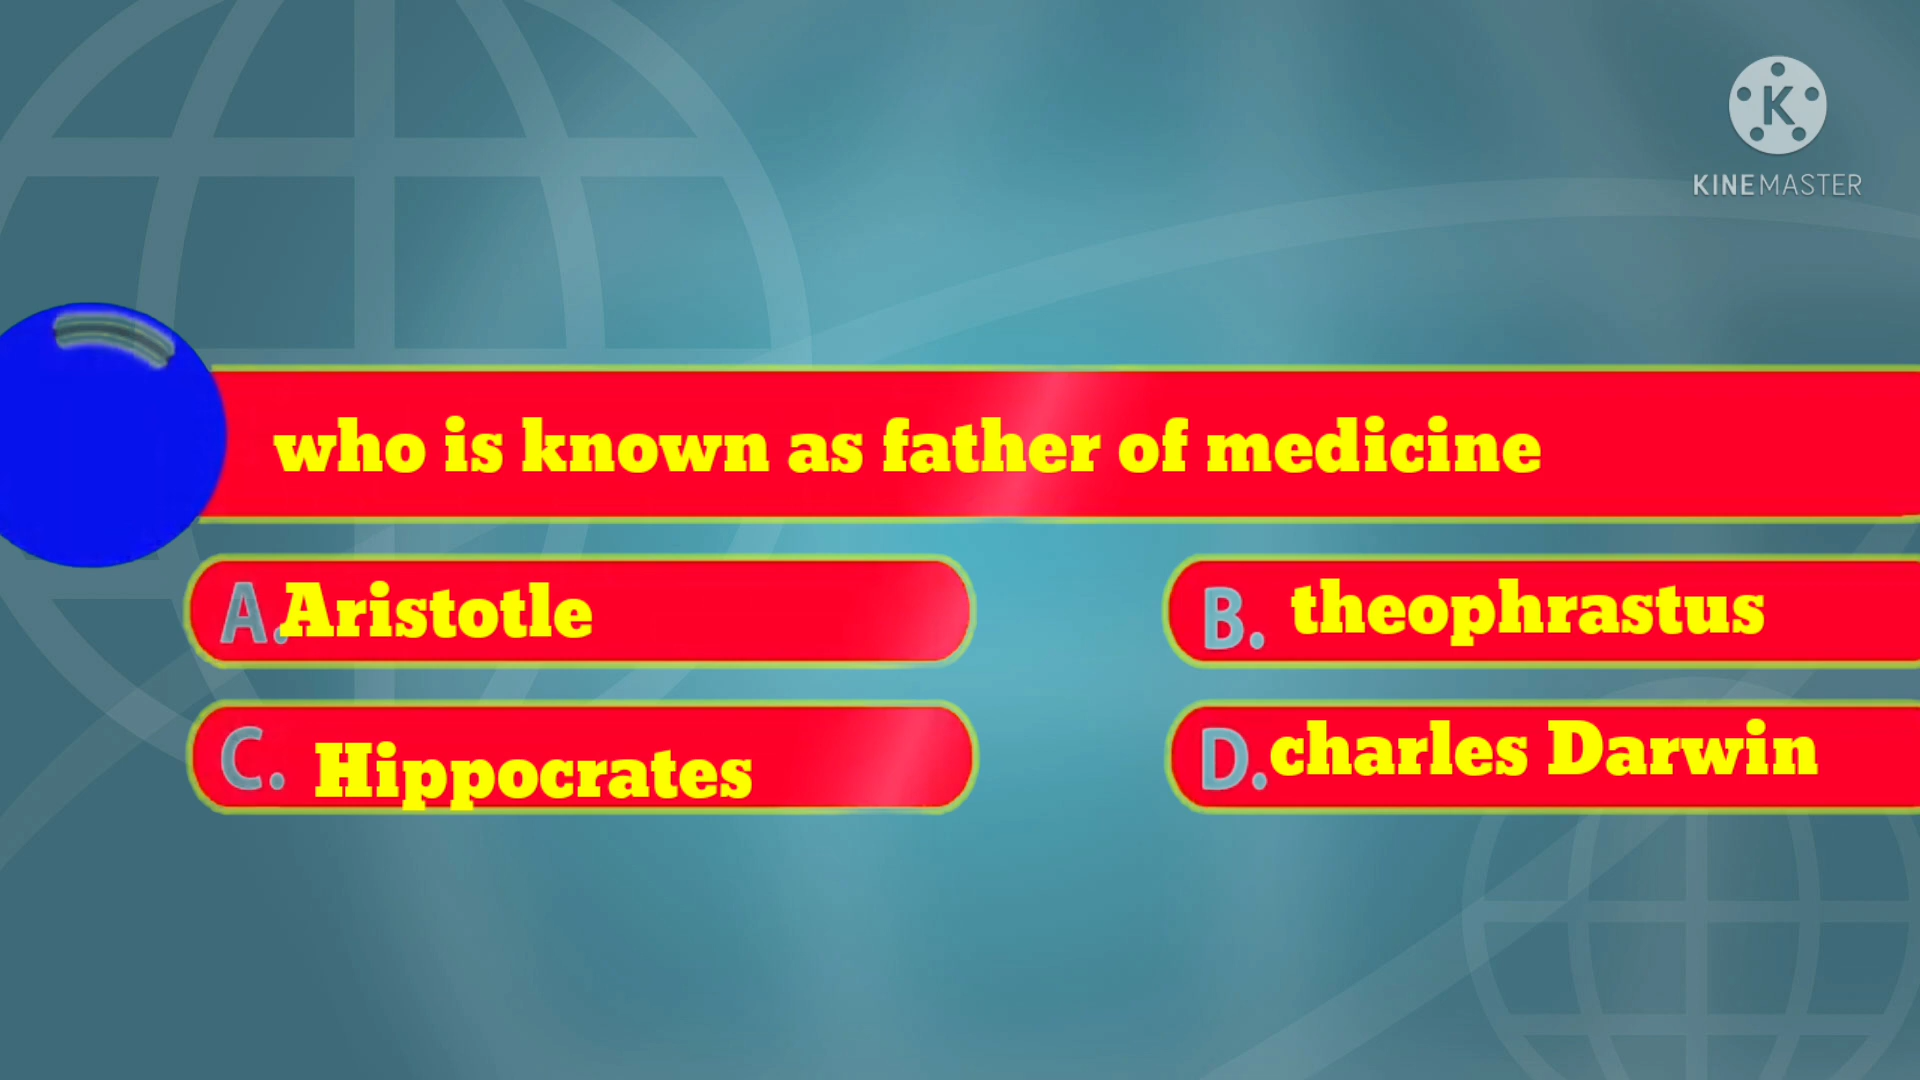 KINEMASTER
who is known as father of medicine
A. Aristotle
B. theophrastus
C. Hippocrates
D. charles Darwin